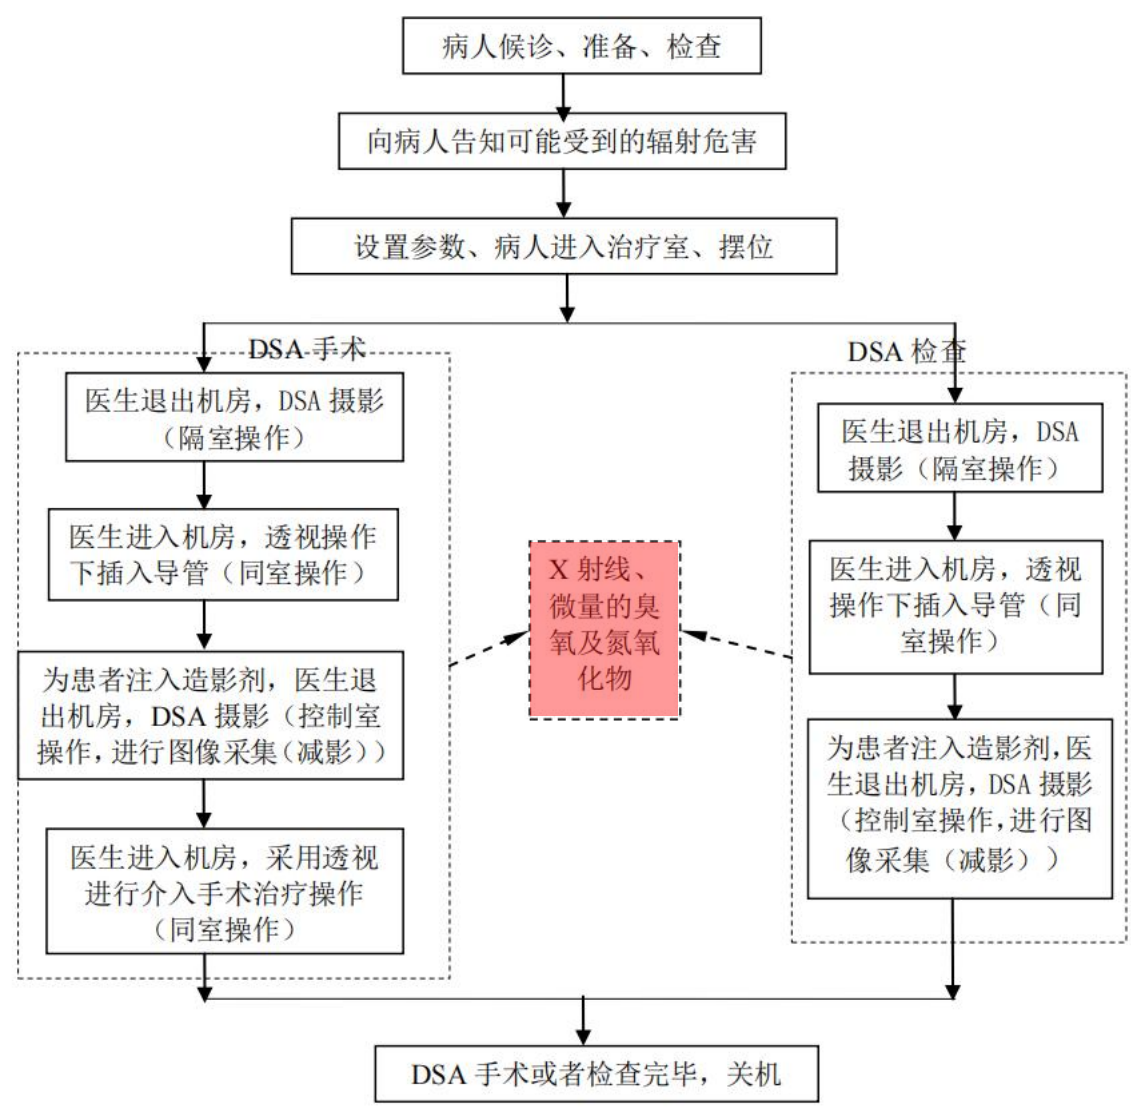 病人候诊、准备、检查
向病人告知可能受到的辐射危害
设置参数、病人进入治疗室、摆位
DSA 手术
医生退出机房，DSA 摄影
（隔室操作）
医生进入机房，透视操作
下插入导管（同室操作）
为患者注入造影剂，医生退
出机房，DSA 摄影（控制室
操作，进行图像采集（减影））
医生进入机房，采用透视
进行介入手术治疗操作
（同室操作）
X 射线、
微量的臭
氧及氮氧
化物
DSA 检查
医生退出机房，DSA
摄影（隔室操作）
医生进入机房，透视
操作下插入导管（同
室操作）
为患者注入造影剂，医
生退出机房，DSA 摄影
（控制室操作，进行图
像采集（减影））
DSA 手术或者检查完毕，关机